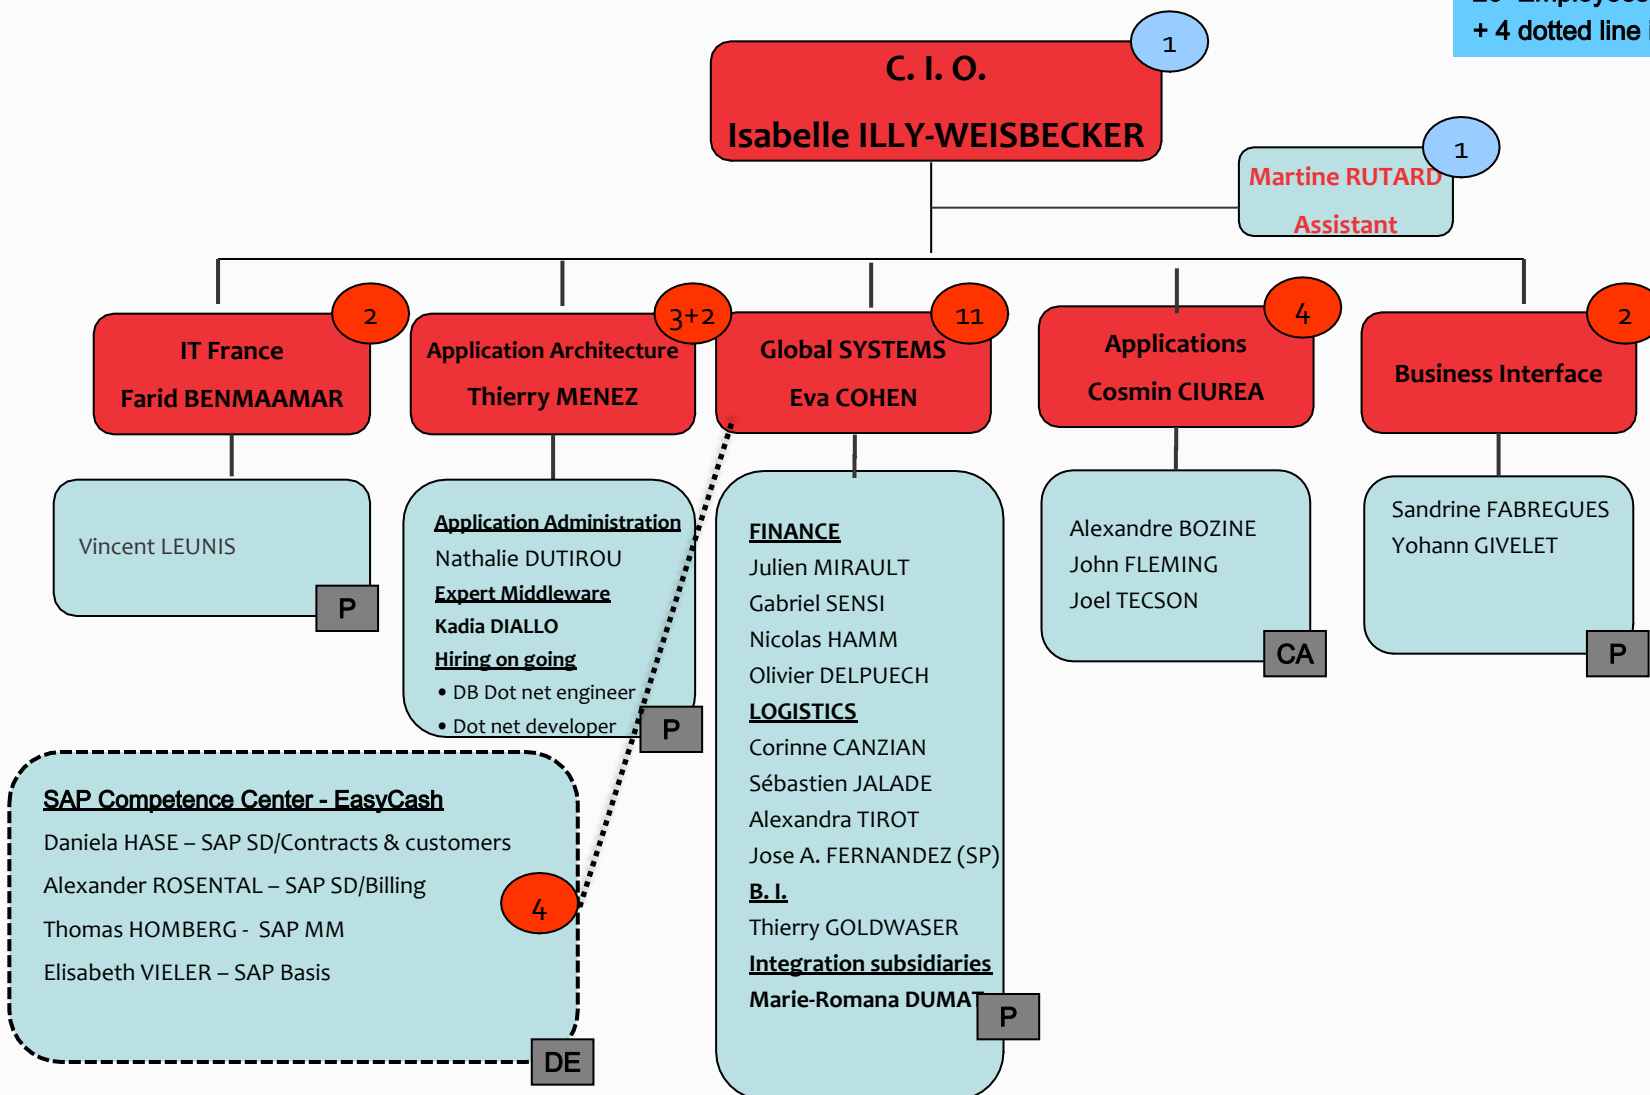 + 4 dotted line
1
C. I. O.
Isabelle ILLY-WEISBECKER
1
Martine RUTARD
Assistant
2
IT France
Farid BENMAAMAR
3+2
Application Architecture
Thierry MENEZ
11
Global SYSTEMS
Eva COHEN
4
Applications
Cosmin CIUREA
2
Business Interface
Vincent LEUNIS
P
Application Administration
Nathalie DUTIROU
Expert Middleware
Kadia DIALLO
Hiring on going
• DB Dot net engineer
• Dot net developer
P
FINANCE
Julien MIRAULT
Gabriel SENSI
Nicolas HAMM
Olivier DELPUECH
LOGISTICS
Corinne CANZIAN
Sébastien JALADE
Alexandra TIROT
Jose A. FERNANDEZ (SP)
B. I.
Thierry GOLDWASER
Integration subsidiaries
Marie-Romana DUMAT
P
Alexandre BOZINE
John FLEMING
Joel TECSON
CA
Sandrine FABREGUES
Yohann GIVELET
P
SAP Competence Center - EasyCash
Daniela HASE – SAP SD/Contracts & customers
Alexander ROSENTAL – SAP SD/Billing
Thomas HOMBERG - SAP MM
Elisabeth VIELER – SAP Basis
4
DE